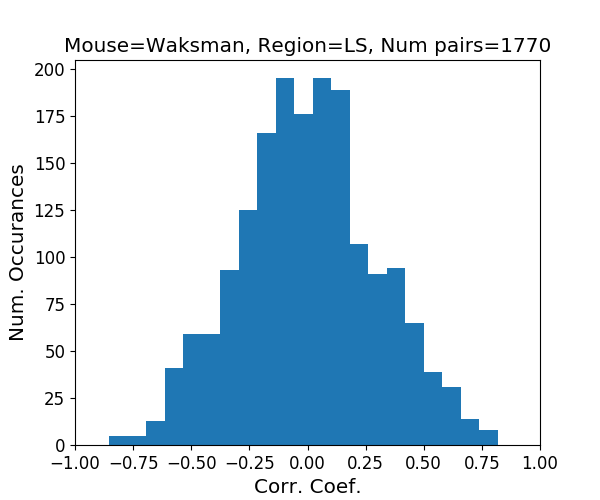 Mouse=Waksman, Region=LS, Num pairs=1770
200
175
150
125
100
75
50
25
0
Num. Occurances
−1.00 −0.75 −0.50 −0.25 0.00 0.25 0.50 0.75 1.00
Corr. Coef.